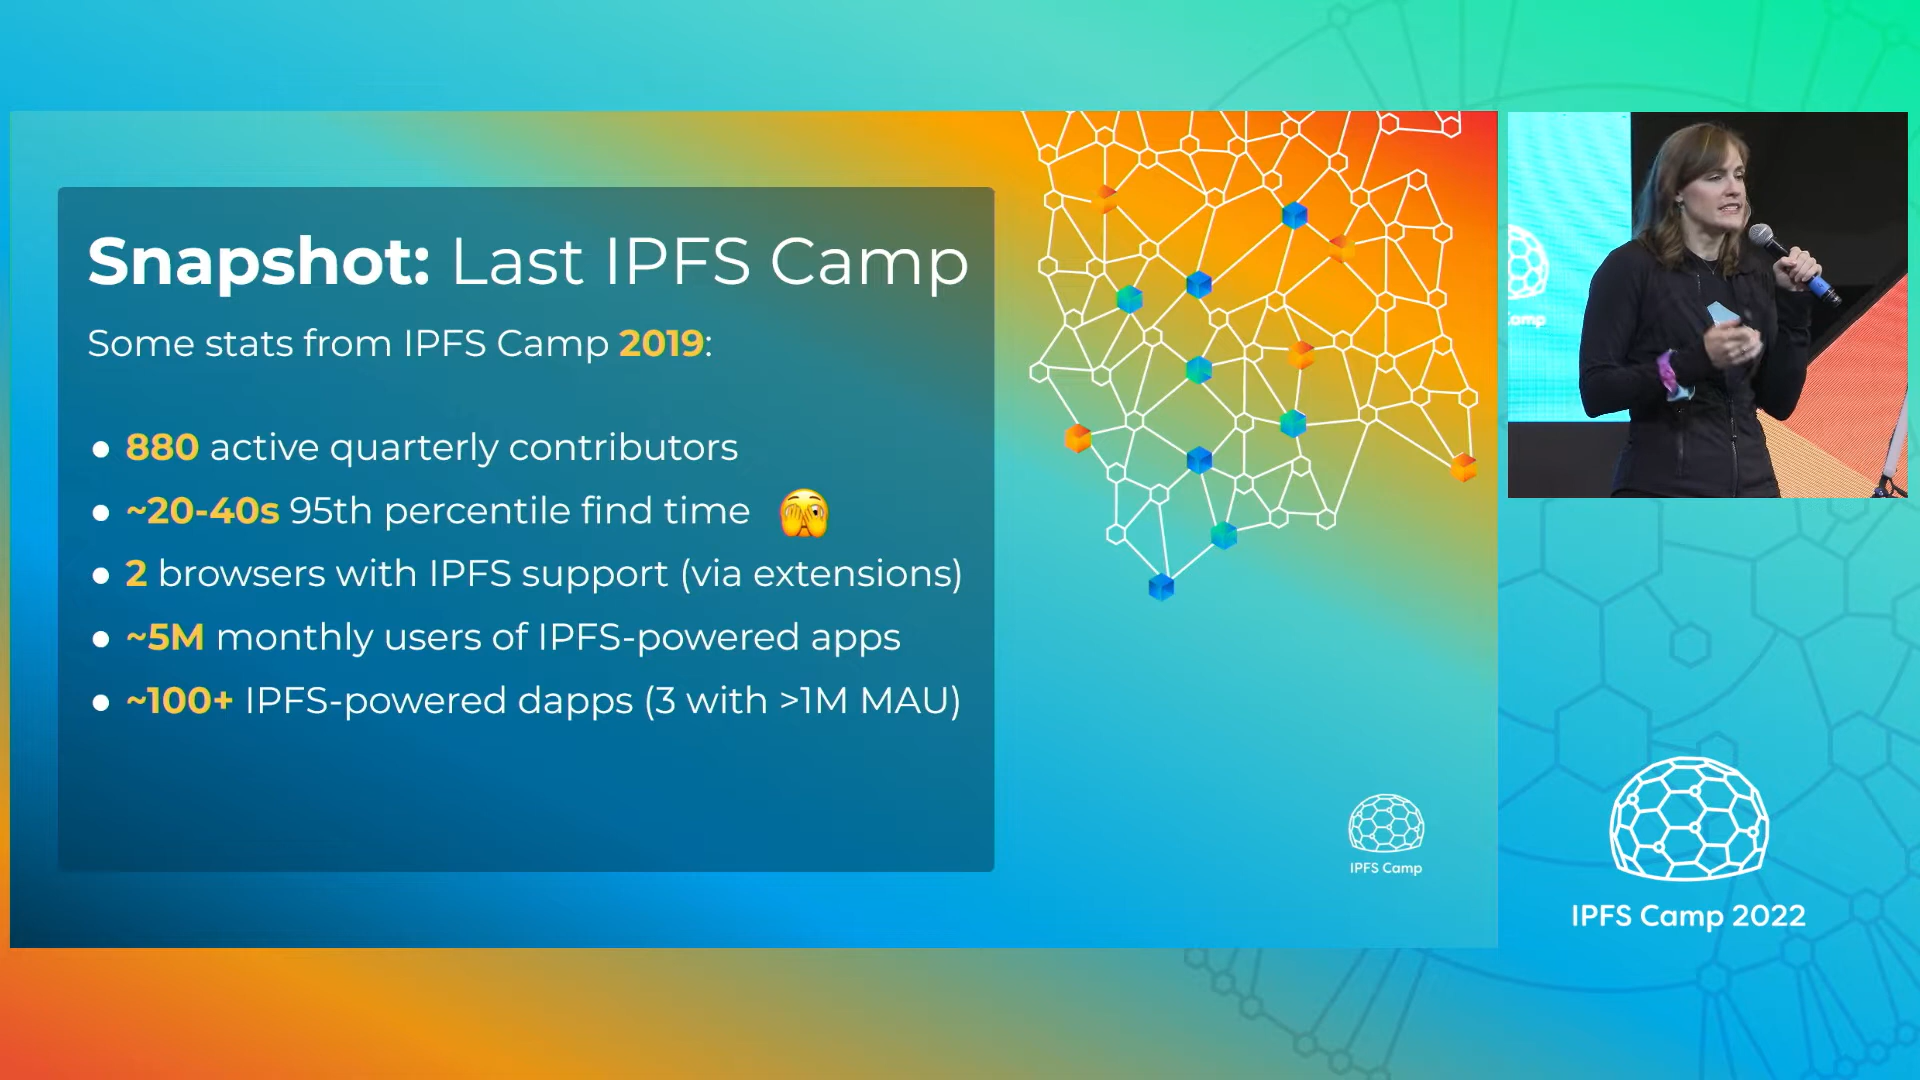 Snapshot: Last IPFS Camp
Some stats from IPFS Camp 2019:
● 880 active quarterly contributors
● ~20-40s 95th percentile find time 🫣
● 2 browsers with IPFS support (via extensions)
● ~5M monthly users of IPFS-powered apps
● ~100+ IPFS-powered dapps (3 with >1M MAU)
IPFS Camp
IPFS Camp 2022